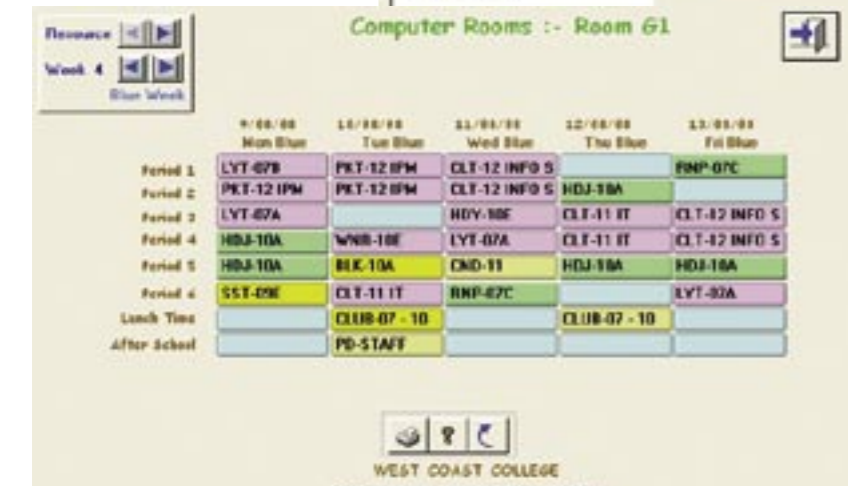 Resource
Computer Rooms :- Room G1
Week 4
Blue Week
Mon Blue Tue Blue Wed Blue Thu Blue Fri Blue
Period 1 LYT-07B PKT-12 IPM CLT-12 INFO S RNP-07C
Period 2 PKT-12 IPM PKT-12 IPM CLT-12 INFO S HDJ-10A
Period 3 LYT-07A HDY-10E CLT-11 IT CLT-12 INFO S
Period 4 HDJ-10A WNR-10E LYT-07A CLT-11 IT CLT-12 INFO S
Period 5 HDJ-10A BLK-10A CND-11 HDJ-10A HDJ-10A
Period 6 SST-09E CLT-11 IT RNP-07C
Lunch Time CLUB-07 - 10 CLUB-07 - 10
After School PD-STAFF
?
WEST COAST COLLEGE